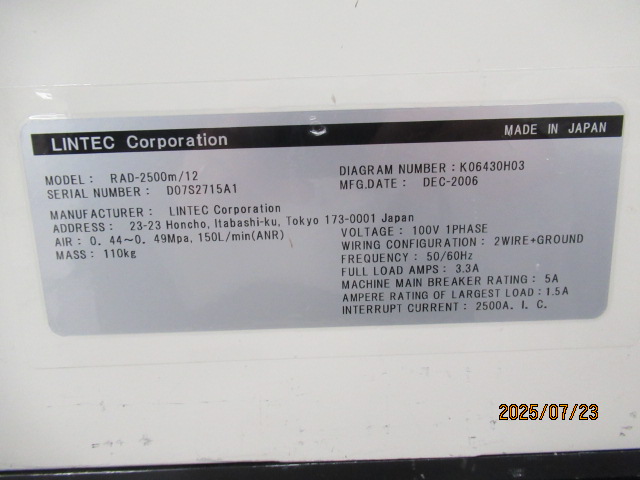 LINTEC Corporation
MADE IN JAPAN
MODEL : RAD-2500m/12
SERIAL NUMBER : D07S2715A1
DIAGRAM NUMBER : K06430H03
MFG.DATE : DEC-2006
MANUFACTURER : LINTEC Corporation
ADDRESS : 23-23 Honcho, Itabashi-ku, Tokyo 173-0001 Japan
AIR : 0. 44～0. 49Mpa, 150L/min(ANR)
MASS : 110kg
VOLTAGE : 100V 1PHASE
WIRING CONFIGURATION : 2WIRE+GROUND
FREQUENCY : 50/60Hz
FULL LOAD AMPS : 3.3A
MACHINE MAIN BREAKER RATING : 5A
AMPERE RATING OF LARGEST LOAD : 1.5A
INTERRUPT CURRENT : 2500A. I. C.
2025/07/23